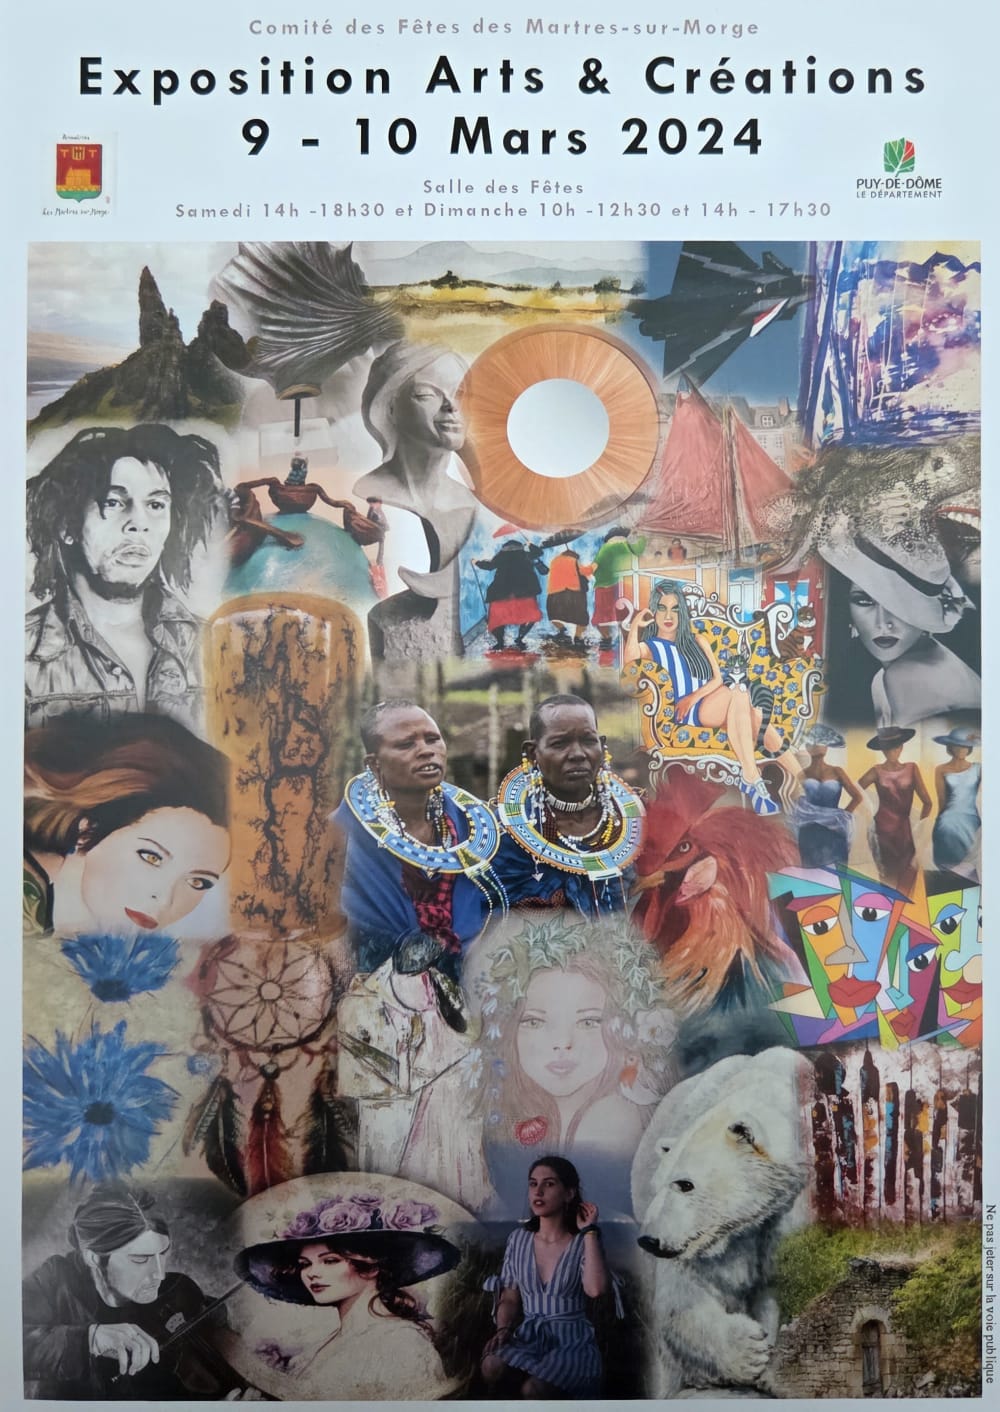 Comité des Fêtes des Martres-sur-Morge
Exposition Arts & Créations
9 - 10 Mars 2024
Salle des Fêtes
Samedi 14h -18h30 et Dimanche 10h -12h30 et 14h - 17h30
Les Martres sur Morge
PUY-DE-DÔME
LE DÉPARTEMENT
Ne pas jeter sur la voie publique